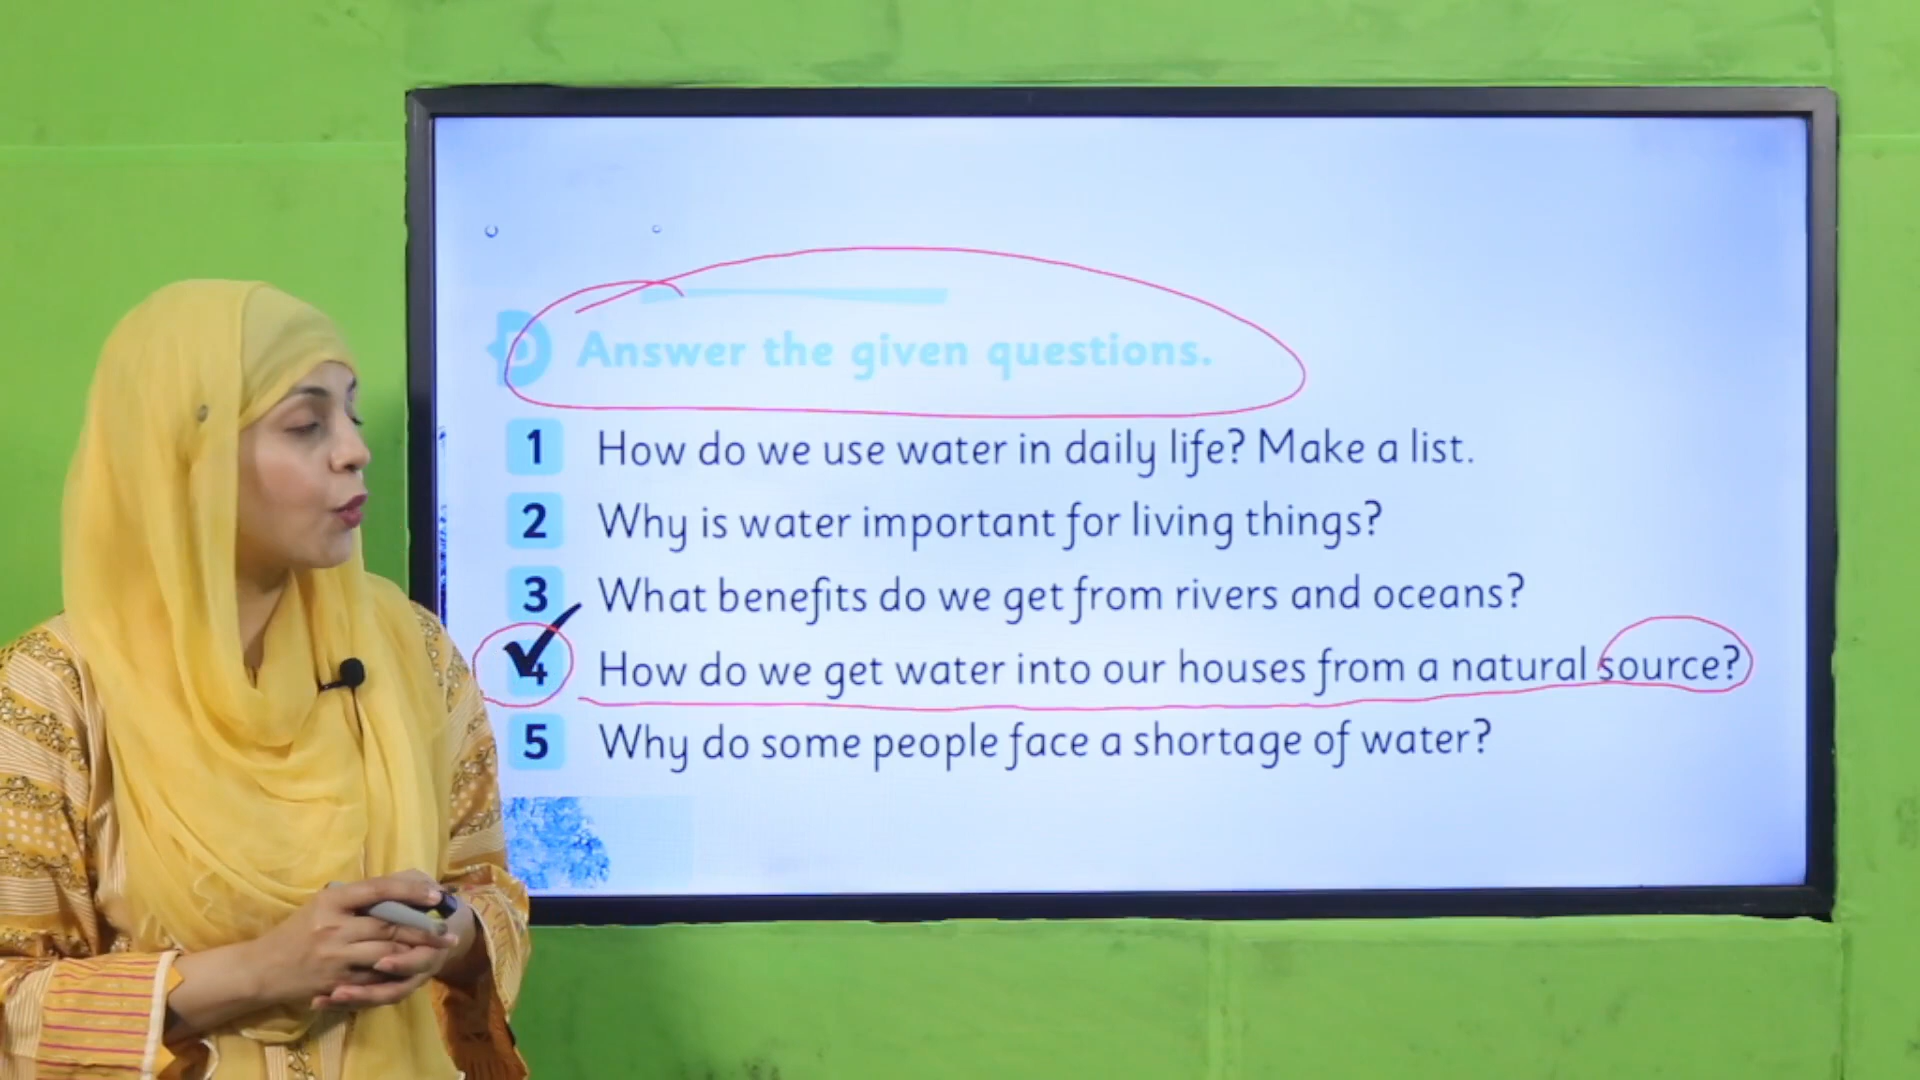 D Answer the given questions.
1 How do we use water in daily life? Make a list.
2 Why is water important for living things?
3 What benefits do we get from rivers and oceans?
4 How do we get water into our houses from a natural source?
5 Why do some people face a shortage of water?